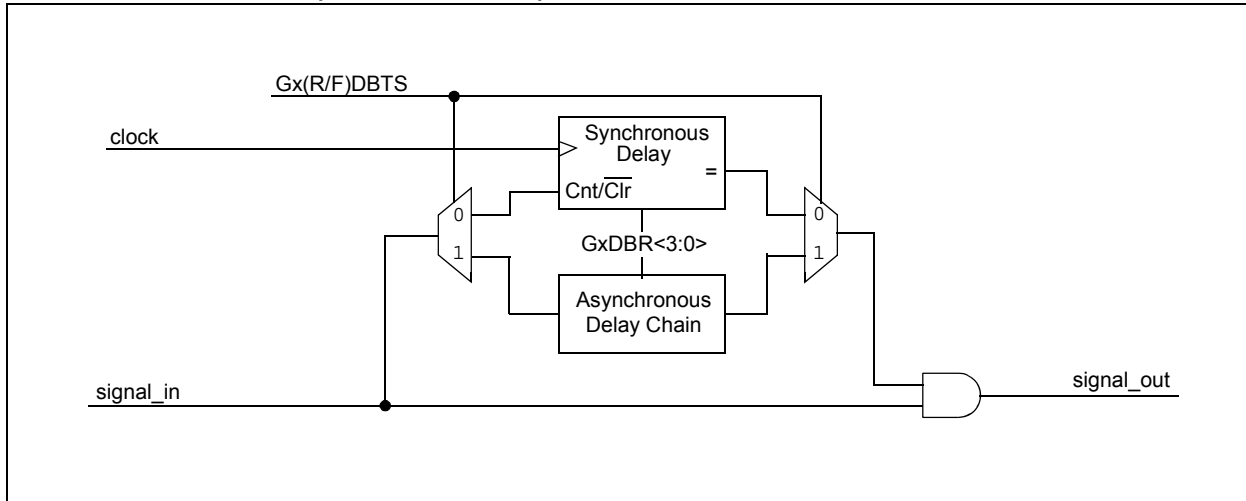 Gx(R/F)DBTS
clock
Synchronous
Delay
=
Cnt/Clr
0
0
GxDBR<3:0>
1
1
Asynchronous
Delay Chain
signal_in
signal_out